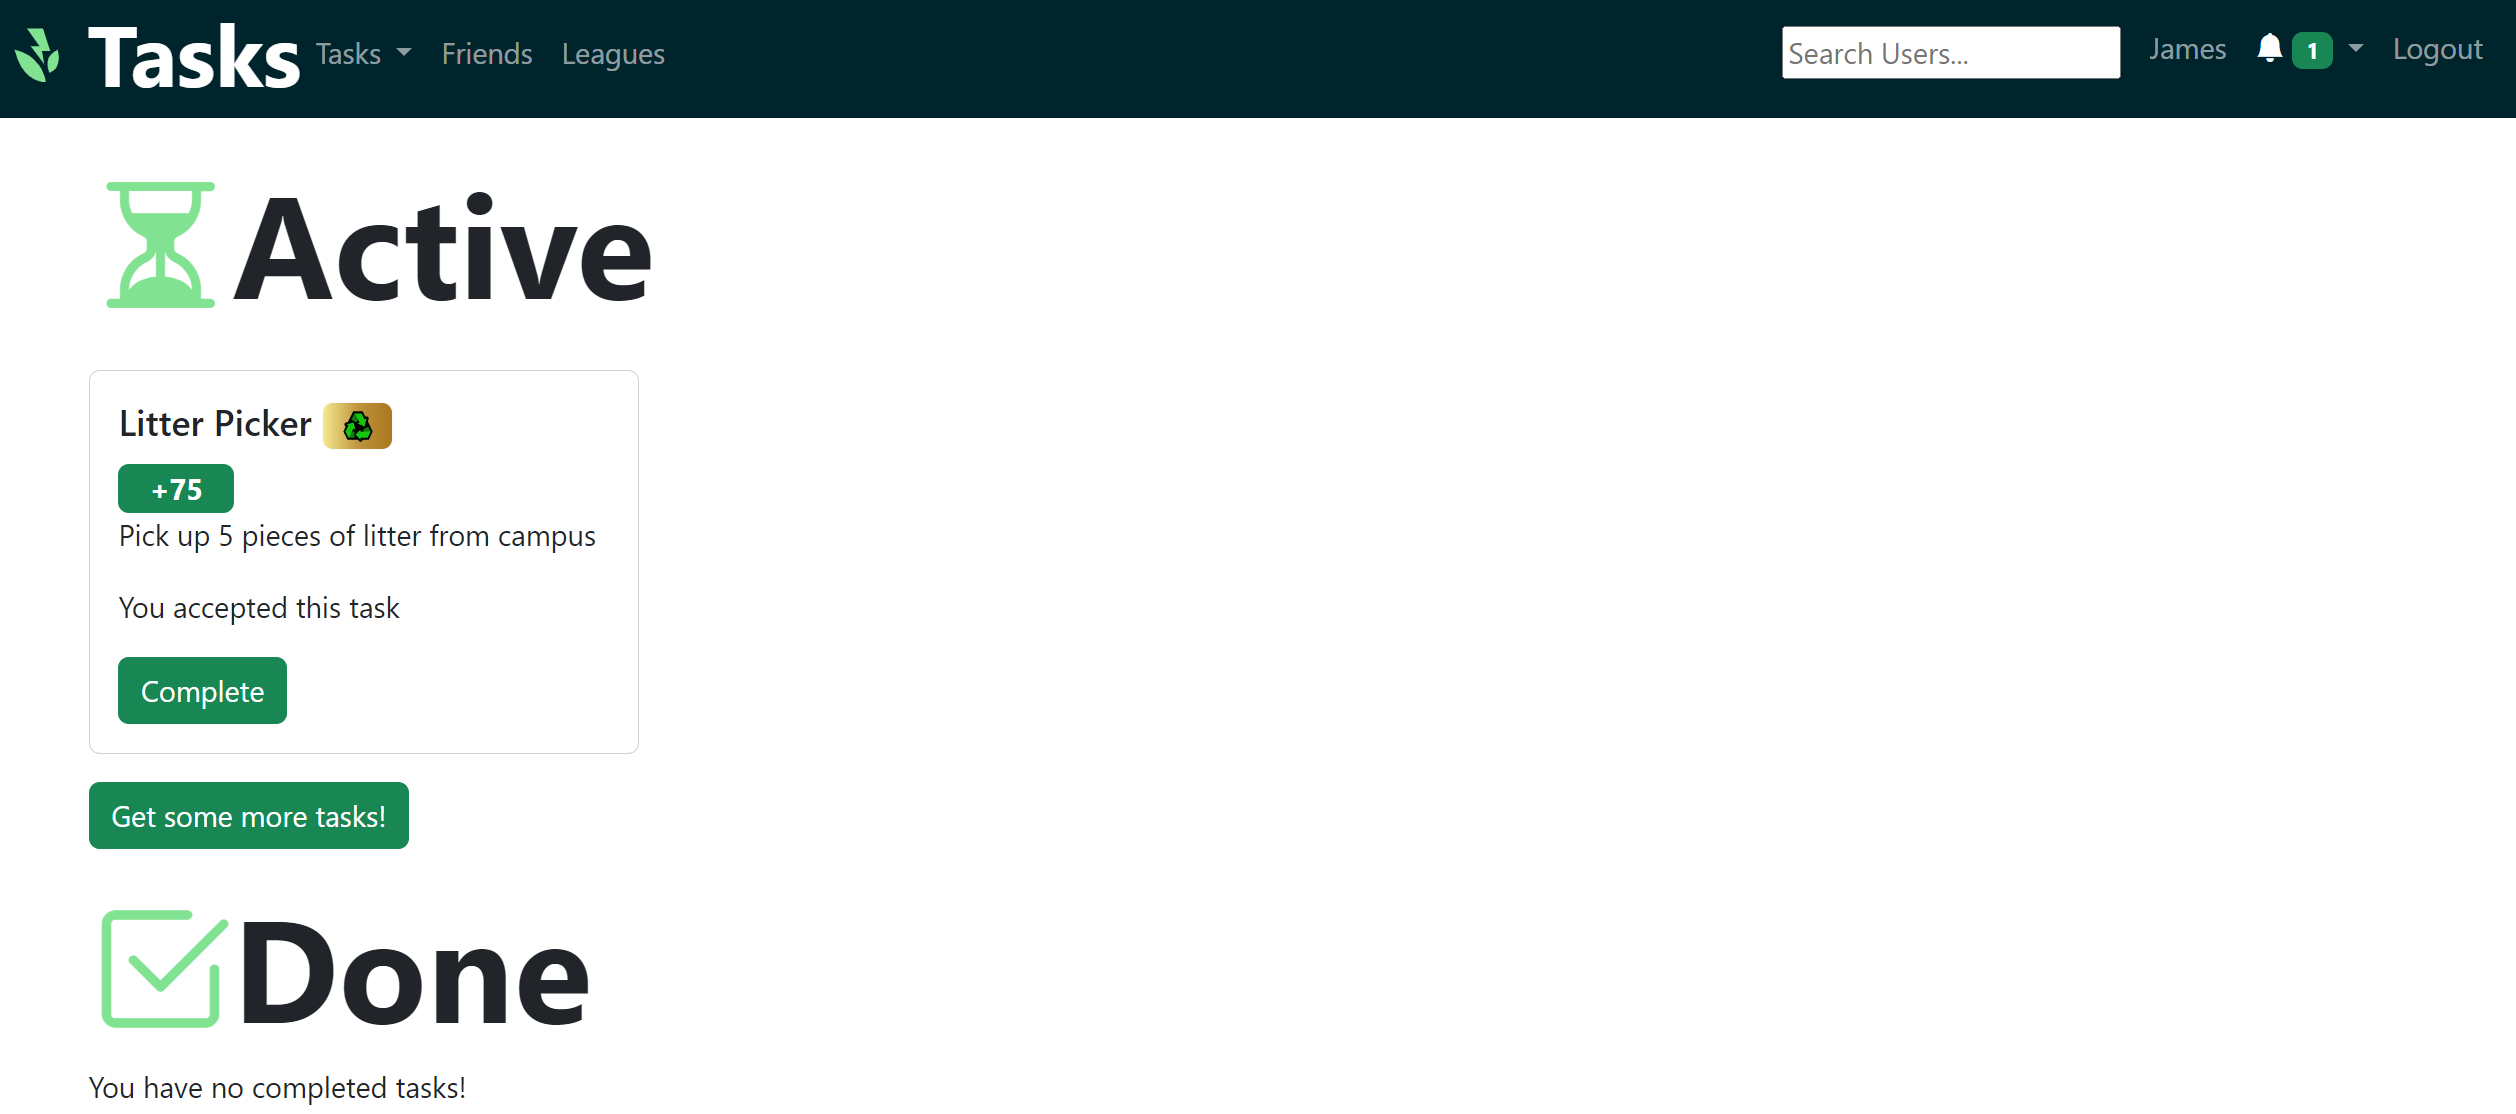 Tasks Tasks Friends Leagues Search Users... James 1 Logout
Active
Litter Picker
+75
Pick up 5 pieces of litter from campus
You accepted this task
Complete
Get some more tasks!
Done
You have no completed tasks!